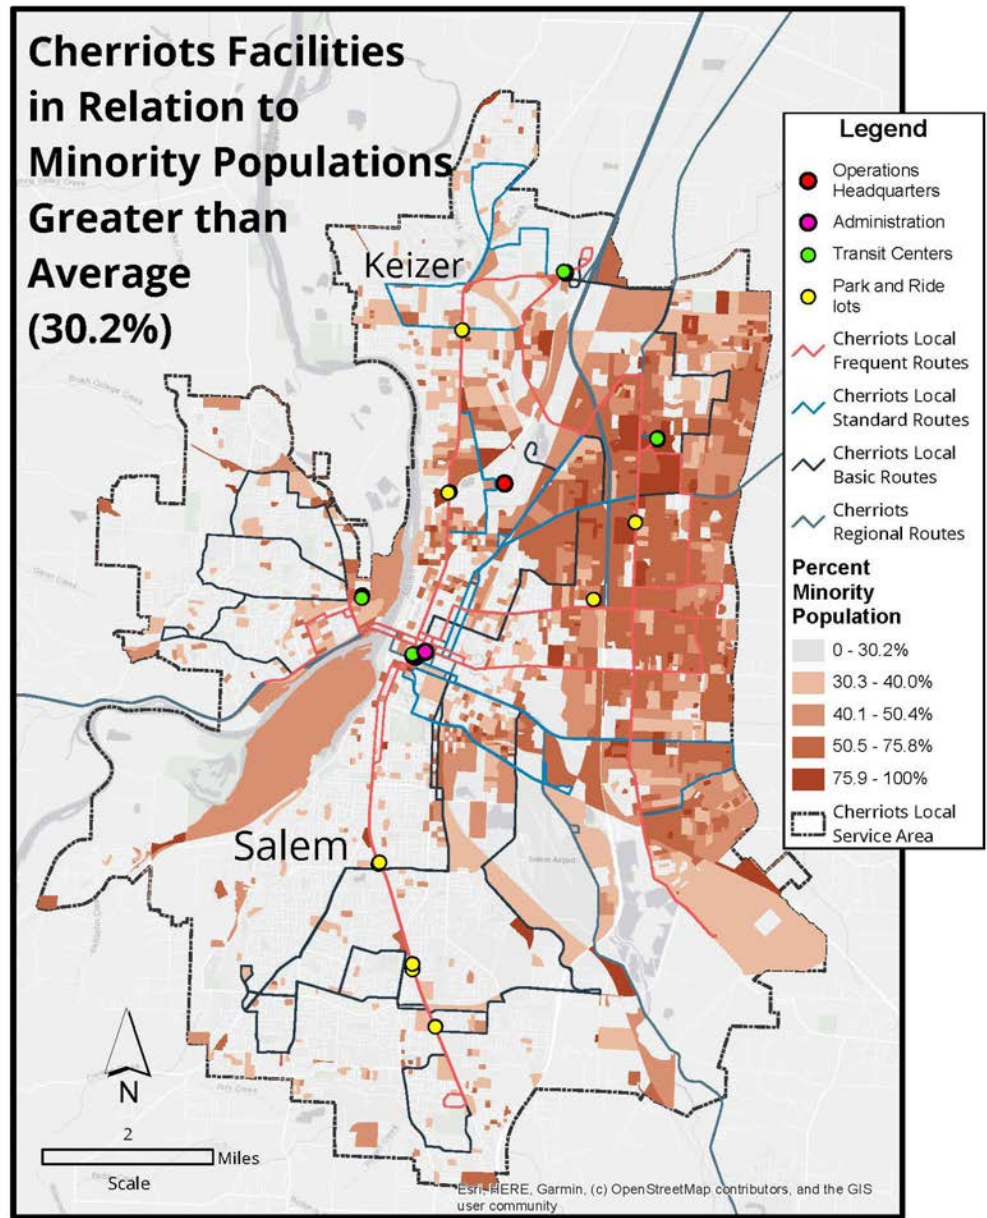 Cherriots Facilities
in Relation to
Minority Populations
Greater than
Average
(30.2%)
Legend
Operations
Headquarters
Administration
Transit Centers
Park and Ride
lots
Cherriots Local
Frequent Routes
Cherriots Local
Standard Routes
Cherriots Local
Basic Routes
Cherriots
Regional Routes
Percent
Minority
Population
0 - 30.2%
30.3 - 40.0%
40.1 - 50.4%
50.5 - 75.8%
75.9 - 100%
Cherriots Local
Service Area
Keizer
Salem
N
2
Miles
Scale
Esri, HERE, Garmin, (c) OpenStreetMap contributors, and the GIS
user community